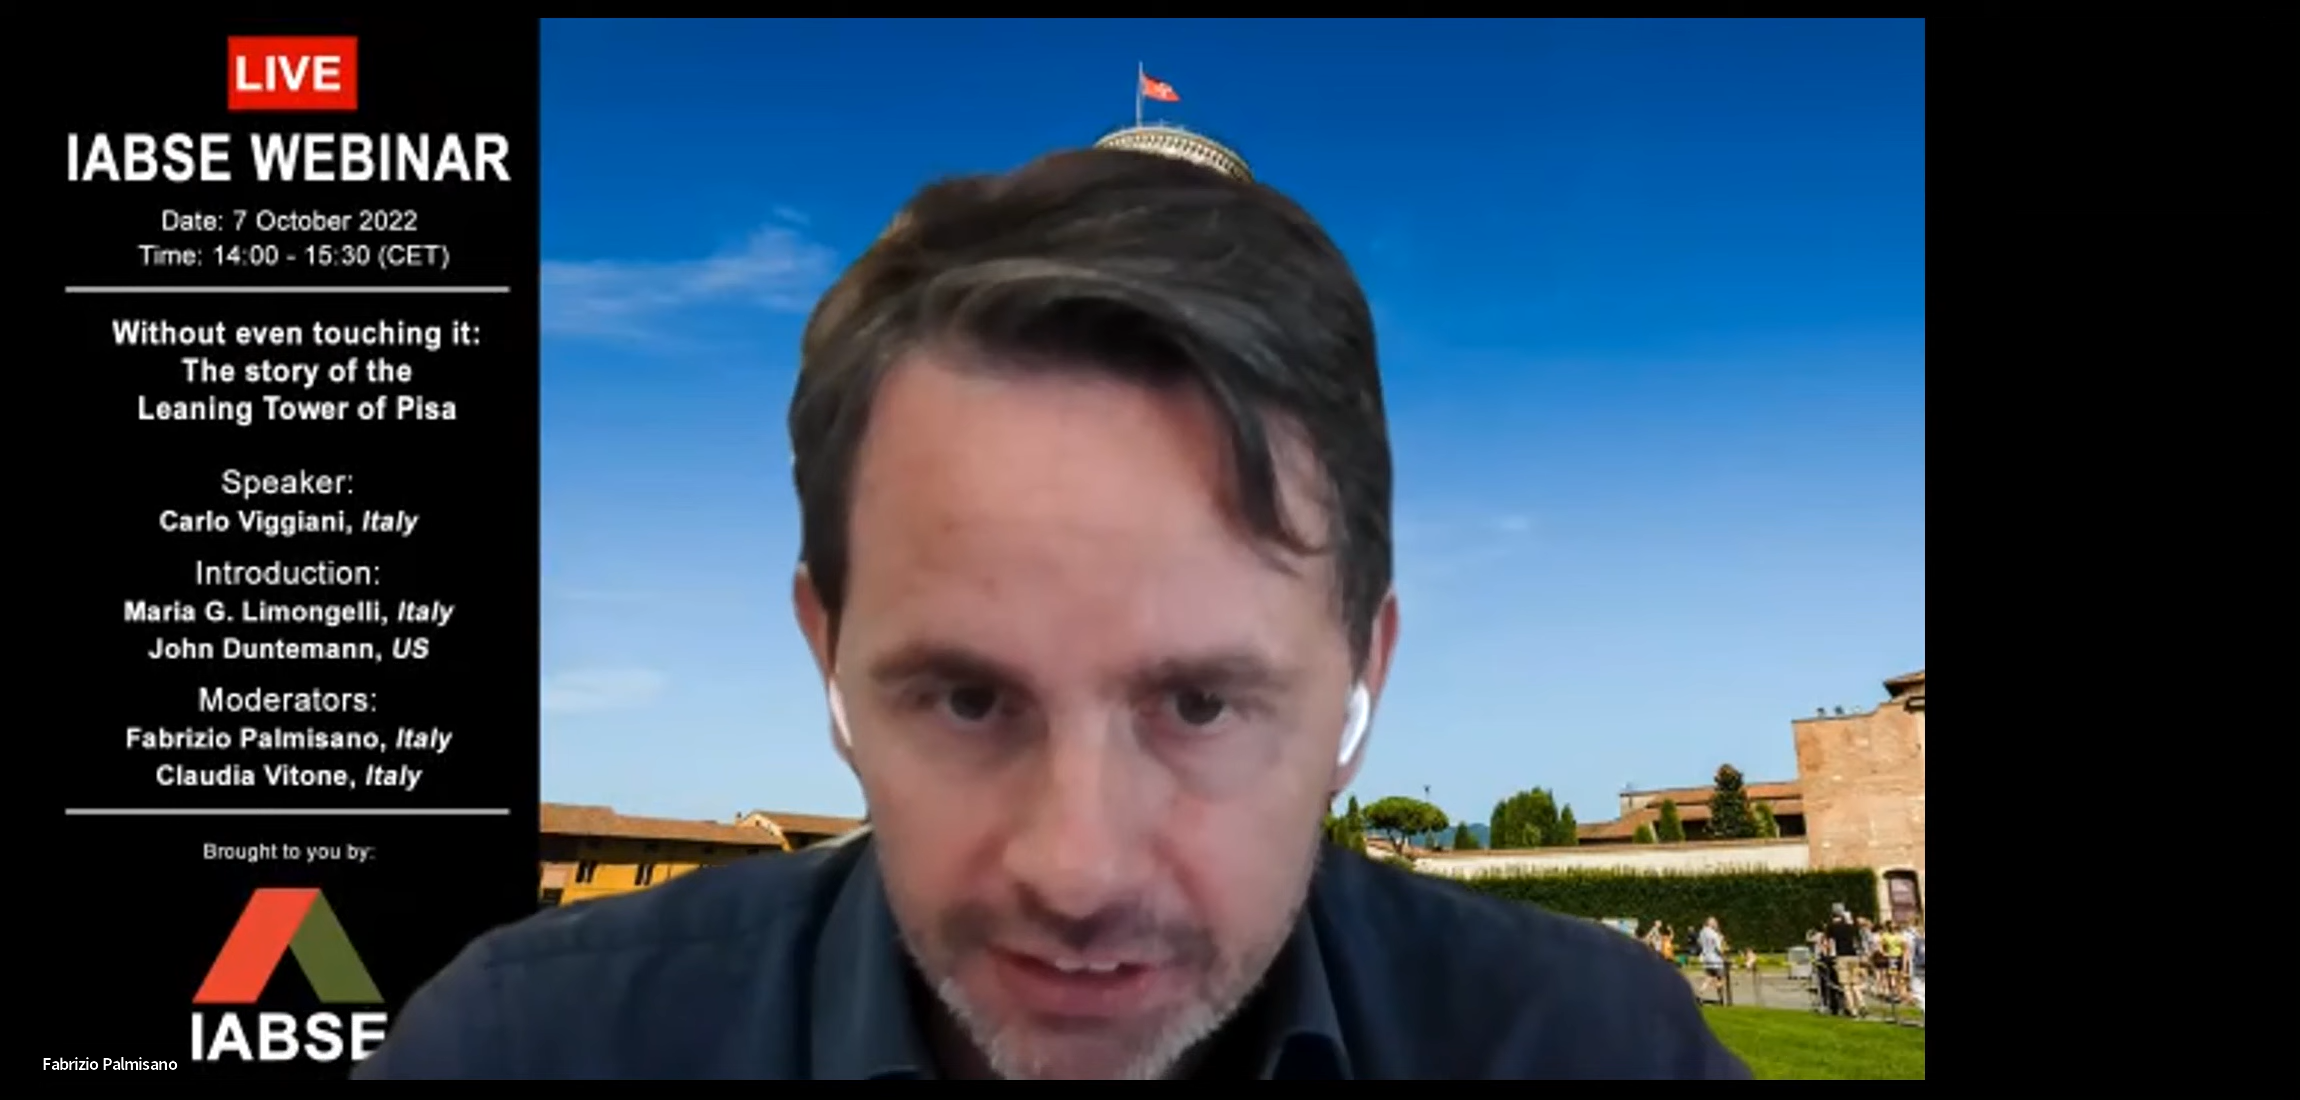 LIVE
IABSE WEBINAR
Date: 7 October 2022
Time: 14:00 - 15:30 (CET)
Without even touching it:
The story of the
Leaning Tower of Pisa
Speaker:
Carlo Viggiani, Italy
Introduction:
Maria G. Limongelli, Italy
John Duntemann, US
Moderators:
Fabrizio Palmisano, Italy
Claudia Vitone, Italy
Brought to you by:
IABSE
Fabrizio Palmisano